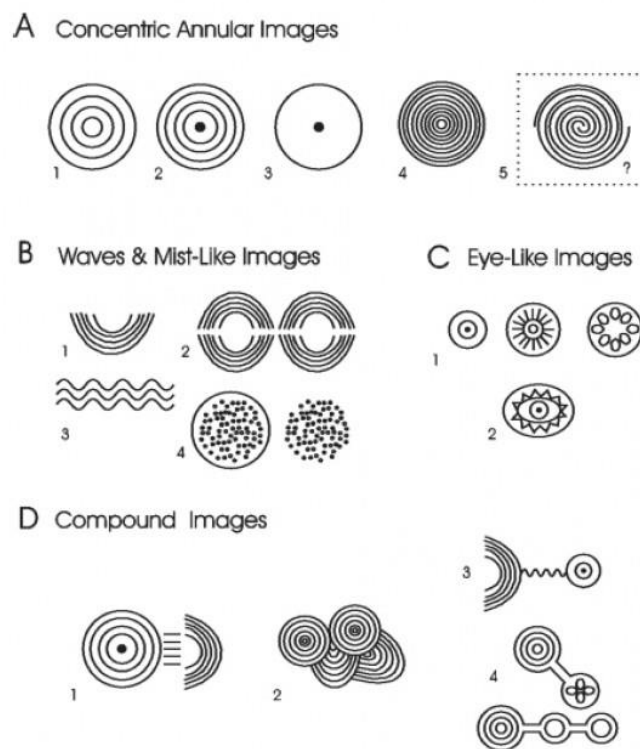 A Concentric Annular Images
1 2 3 4 5 ?
B Waves & Mist-Like Images
1 2
3 4
C Eye-Like Images
1
2
D Compound Images
1 2
3
4